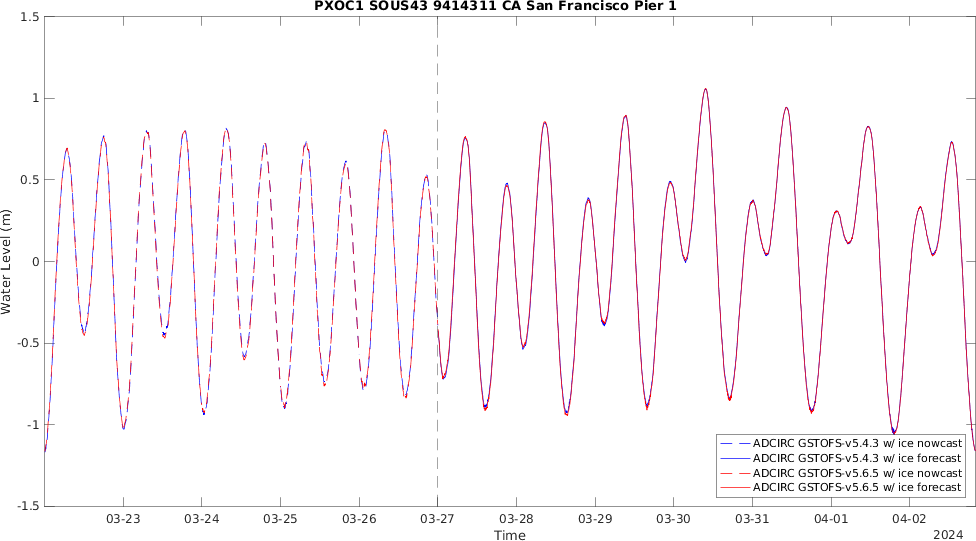 PXOC1 SOUS43 9414311 CA San Francisco Pier 1
1.5
1
0.5
0
-0.5
-1
-1.5
Water Level (m)
03-23 03-24 03-25 03-26 03-27 03-28 03-29 03-30 03-31 04-01 04-02
Time
2024
ADCIRC GSTOFS-v5.4.3 w/ ice nowcast
ADCIRC GSTOFS-v5.4.3 w/ ice forecast
ADCIRC GSTOFS-v5.6.5 w/ ice nowcast
ADCIRC GSTOFS-v5.6.5 w/ ice forecast